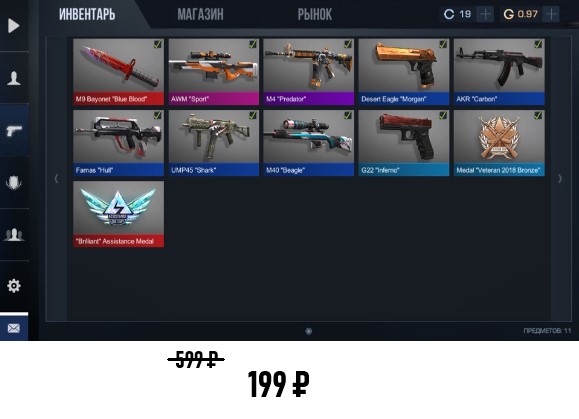 ИНВЕНТАРЬ МАГАЗИН РЫНОК C 19 G 0.97
M9 Bayonet "Blue Blood" AWM "Sport" M4 "Predator" Desert Eagle "Morgan" AKR "Carbon"
Famas "Hull" UMP45 "Shark" M40 "Beagle" G22 "Inferno" Medal "Veteran 2018 Bronze"
"Brilliant" Assistance Medal
ПРЕДМЕТОВ: 11
599 ₽
199 ₽